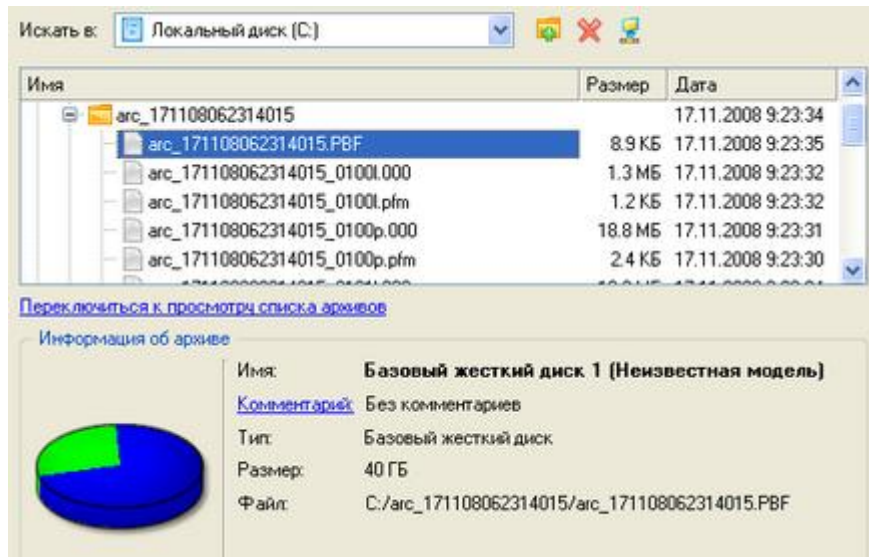 Искать в: Локальный диск (C:)
Имя Размер Дата
arc_171108062314015 17.11.2008 9:23:34
arc_171108062314015.PBF 8.9 КБ 17.11.2008 9:23:35
arc_171108062314015_0100l.000 1.3 МБ 17.11.2008 9:23:32
arc_171108062314015_0100l.pfm 1.2 КБ 17.11.2008 9:23:32
arc_171108062314015_0100p.000 18.8 МБ 17.11.2008 9:23:31
arc_171108062314015_0100p.pfm 2.4 КБ 17.11.2008 9:23:30
Переключиться к просмотру списка архивов
Информация об архиве
Имя: Базовый жесткий диск 1 (Неизвестная модель)
Комментарий: Без комментариев
Тип: Базовый жесткий диск
Размер: 40 ГБ
Файл: C:/arc_171108062314015/arc_171108062314015.PBF